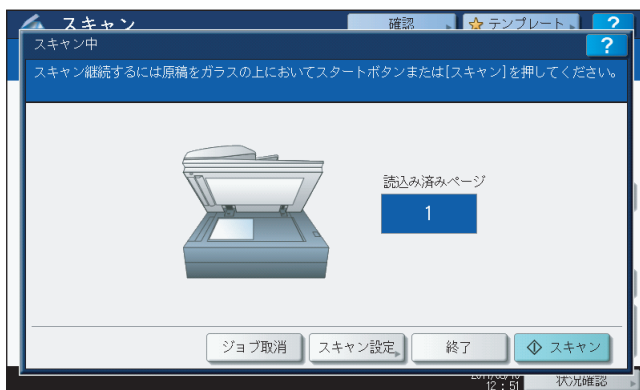 スキャン
確認
テンプレート
?
スキャン中
?
スキャン継続するには原稿をガラスの上においてスタートボタンまたは[スキャン]を押してください。
読込み済みページ
1
ジョブ取消
スキャン設定
終了
スキャン
12:51
状況確認